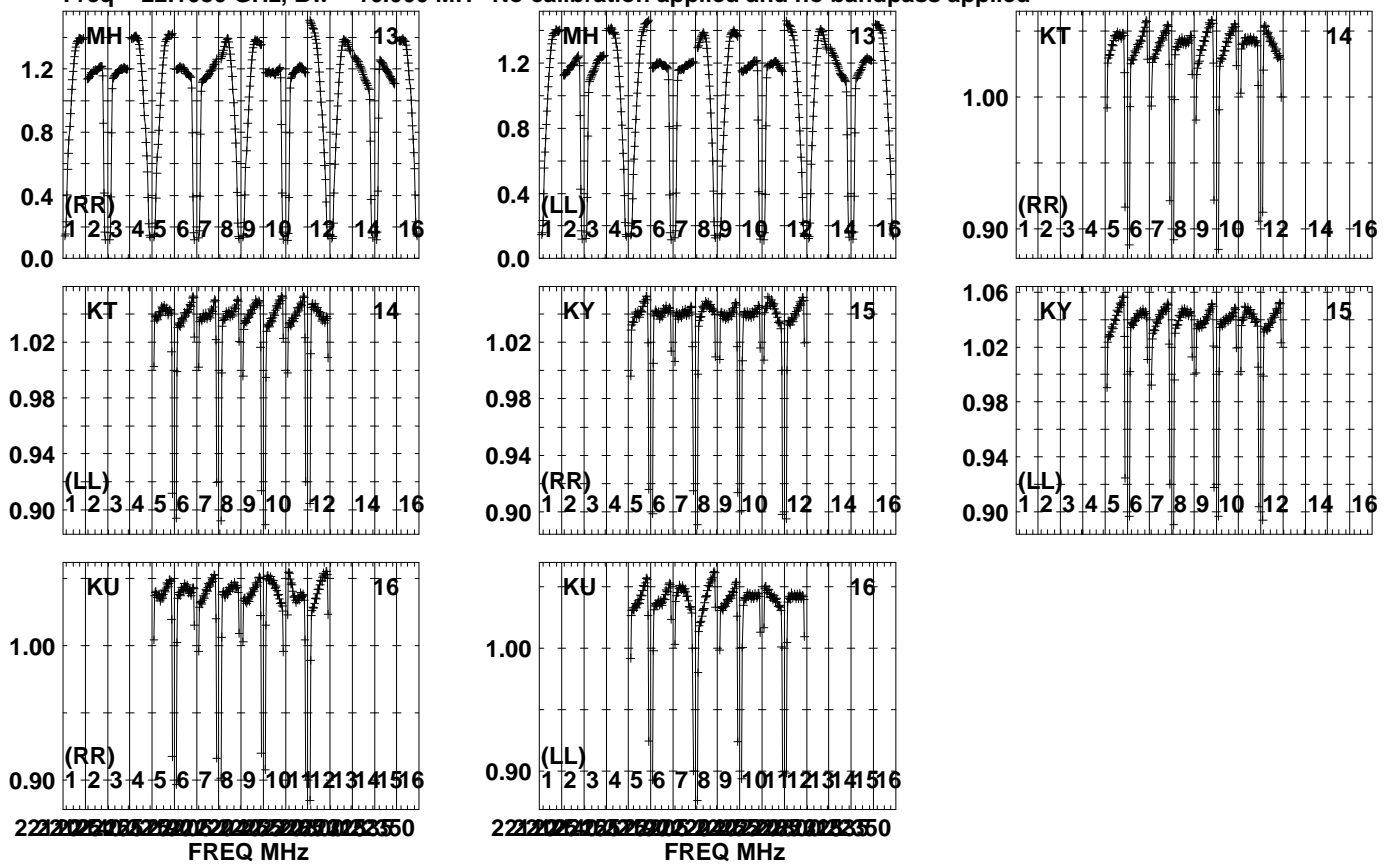 MH 13
1.2
0.8
0.4
0.0
(RR)
1 2 3 4 5 6 7 8 9 10 12 14 16
MH 13
1.2
0.8
0.4
0.0
(LL)
1 2 3 4 5 6 7 8 9 10 12 14 16
KT 14
1.00
0.90
(RR)
1 2 3 4 5 6 7 8 9 10 12 14 16
KT 14
1.02
0.98
0.94
0.90
(LL)
1 2 3 4 5 6 7 8 9 10 12 14 16
KY 15
1.02
0.98
0.94
0.90
(RR)
1 2 3 4 5 6 7 8 9 10 12 14 16
KY 15
1.06
1.02
0.98
0.94
0.90
(LL)
1 2 3 4 5 6 7 8 9 10 12 14 16
KU 16
1.00
0.90
(RR)
1 2 3 4 5 6 7 8 9 10 11 12 13 14 15 16
KU 16
1.00
0.90
(LL)
1 2 3 4 5 6 7 8 9 10 11 12 13 14 15 16
FREQ MHz
FREQ MHz